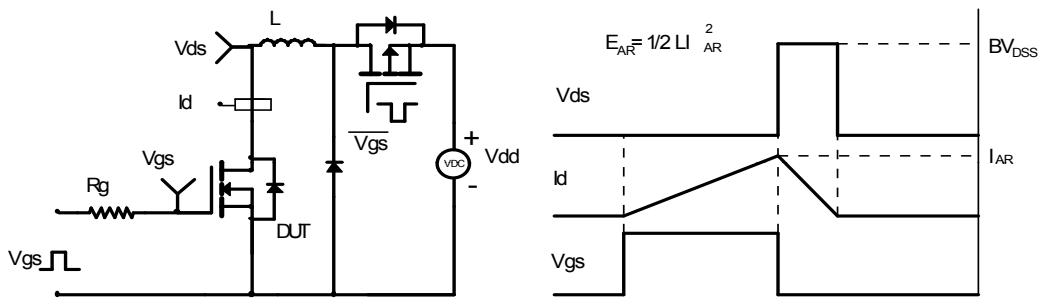 L
Vds
Id
Vgs
Rg
DUT
Vgs
Vgs
+
VDC
Vdd
-
E_AR= 1/2 LI_AR^2
BV_DSS
Vds
I_AR
Id
Vgs